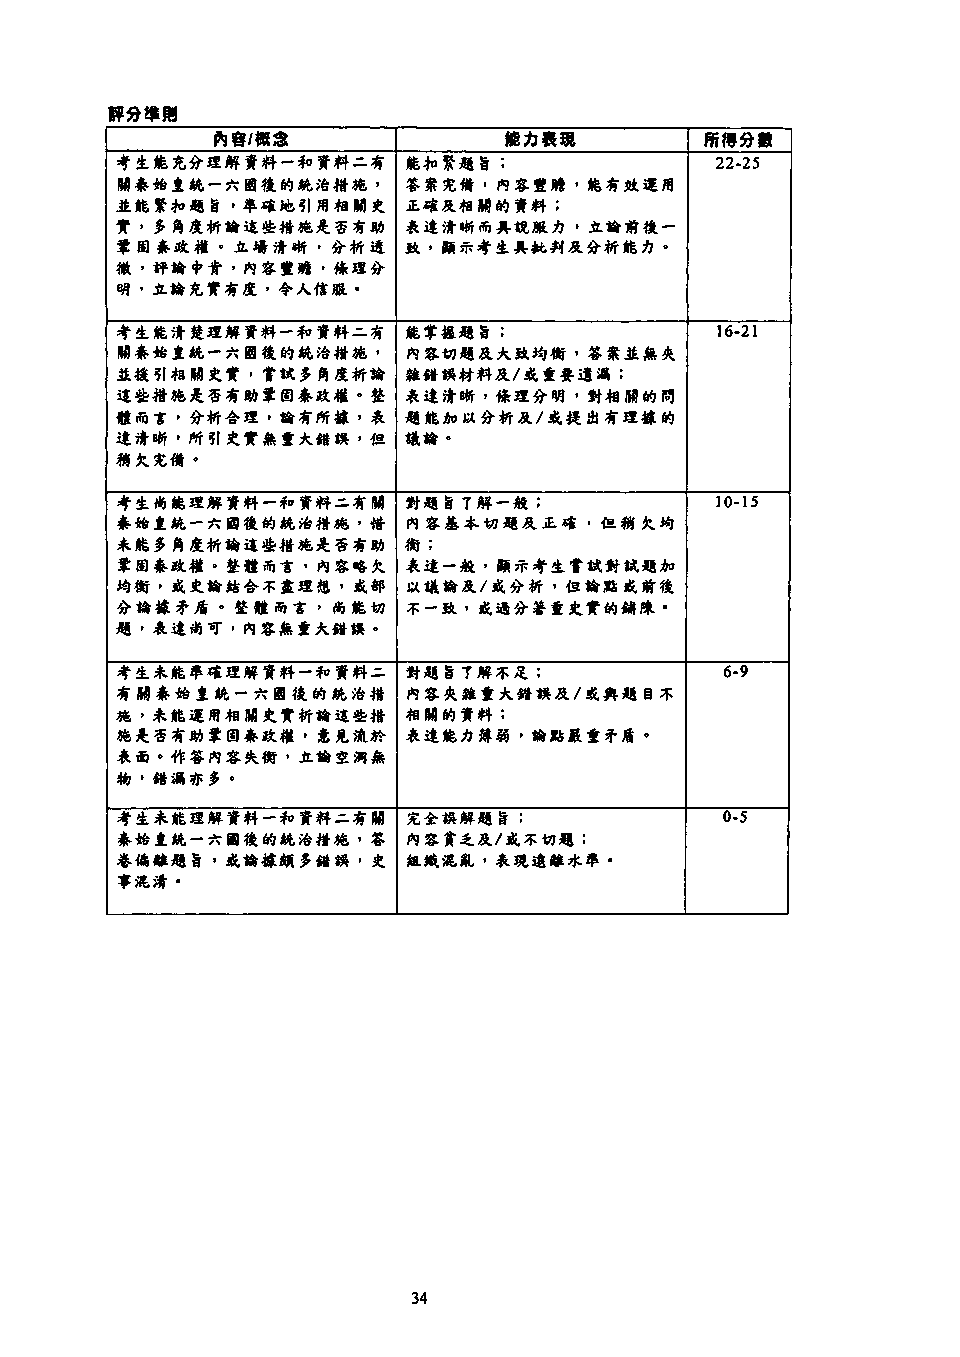 評分準則
內容/概念
能力表現
所得分數
考生能充分理解資料一和資料二有
關秦始皇統一六國後的統治措施，
並能緊扣題旨，準確地引用相關史
實，多角度析論這些措施是否有助
鞏固秦政權。立場清晰，分析透
徹，評論中肯，內容豐贍，條理分
明，立論充實有度，令人信服。
能扣緊題旨；
答案完備，內容豐贍，能有效運用
正確及相關的資料；
表達清晰而具說服力，立論前後一
致，顯示考生具批判及分析能力。
22-25
考生能清楚理解資料一和資料二有
關秦始皇統一六國後的統治措施，
並援引相關史實，嘗試多角度析論
這些措施是否有助鞏固秦政權。整
體而言，分析合理，論有所據，表
達清晰，所引史實無重大錯誤，但
稍欠完備。
能掌握題旨；
內容切題及大致均衡，答案並無夾
雜錯誤材料及/或重要遺漏；
表達清晰，條理分明，對相關的問
題能加以分析及/或提出有理據的
議論。
16-21
考生尚能理解資料一和資料二有關
秦始皇統一六國後的統治措施，惜
未能多角度析論這些措施是否有助
鞏固秦政權。整體而言，內容略欠
均衡，或史論結合不盡理想，或部
分論據矛盾。整體而言，尚能切
題，表達尚可，內容無重大錯誤。
對題旨了解一般；
內容基本切題及正確，但稍欠均
衡；
表達一般，顯示考生嘗試對試題加
以議論及/或分析，但論點或前後
不一致，或過分著重史實的鋪陳。
10-15
考生未能準確理解資料一和資料二
有關秦始皇統一六國後的統治措
施，未能運用相關史實析論這些措
施是否有助鞏固秦政權，意見流於
表面。作答內容失衡，立論空洞無
物，錯漏亦多。
對題旨了解不足；
內容夾雜重大錯誤及/或與題目不
相關的資料；
表達能力薄弱，論點嚴重矛盾。
6-9
考生未能理解資料一和資料二有關
秦始皇統一六國後的統治措施，答
卷偏離題旨，或論據頗多錯誤，史
事混淆。
完全誤解題旨；
內容貧乏及/或不切題；
組織混亂，表現遠離水準。
0-5
34